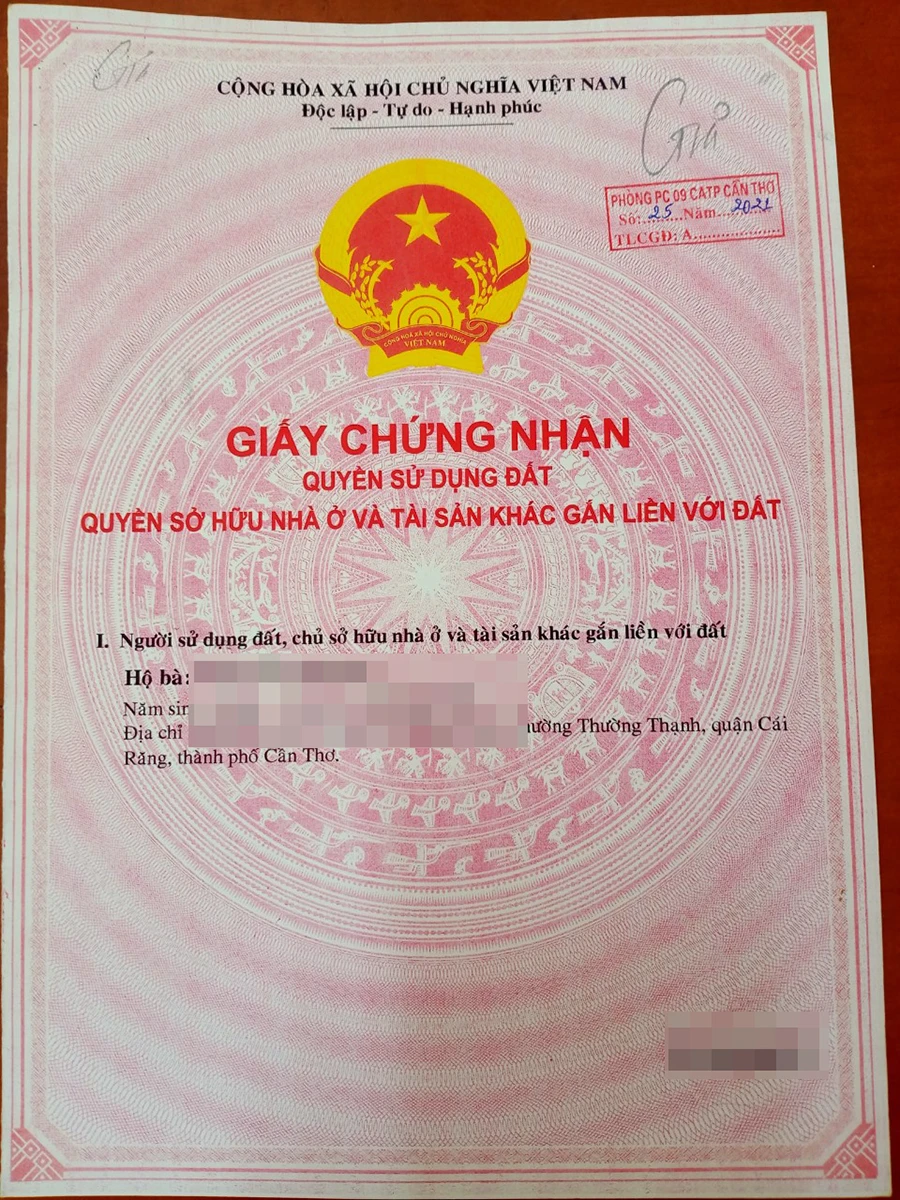 Giả
CỘNG HÒA XÃ HỘI CHỦ NGHĨA VIỆT NAM
Độc lập - Tự do - Hạnh phúc
Giả
PHÒNG PC 09 CATP CẦN THƠ
Số: 25 Năm 2021
TLCGĐ: A
CỘNG HÒA XÃ HỘI CHỦ NGHĨA
VIỆT NAM
GIẤY CHỨNG NHẬN
QUYỀN SỬ DỤNG ĐẤT
QUYỀN SỞ HỮU NHÀ Ở VÀ TÀI SẢN KHÁC GẮN LIỀN VỚI ĐẤT
I. Người sử dụng đất, chủ sở hữu nhà ở và tài sản khác gắn liền với đất
Hộ bà:
Năm
Địa chỉ Thường Thạnh, quận Cái
Răng, thành phố Cần Thơ.